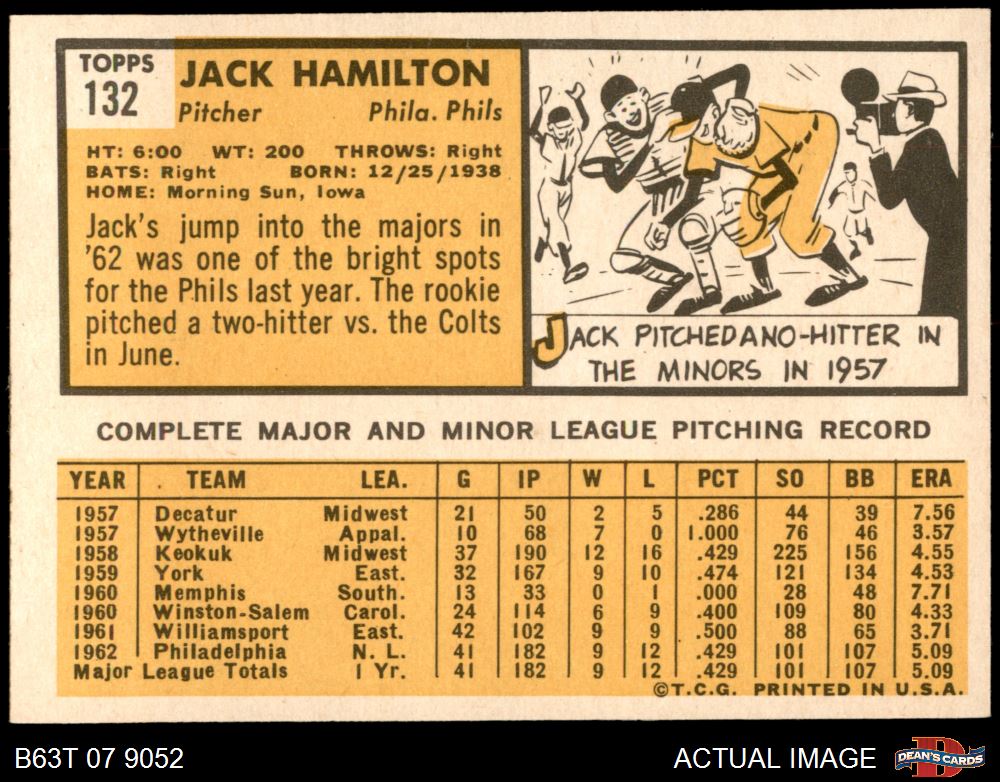 TOPPS
132
JACK HAMILTON
Pitcher Phila. Phils
HT: 6:00 WT: 200 THROWS: Right
BATS: Right BORN: 12/25/1938
HOME: Morning Sun, Iowa
Jack's jump into the majors in
'62 was one of the bright spots
for the Phils last year. The rookie
pitched a two-hitter vs. the Colts
in June.
JACK PITCHED A NO-HITTER IN
THE MINORS IN 1957
COMPLETE MAJOR AND MINOR LEAGUE PITCHING RECORD
YEAR TEAM LEA. G IP W L PCT SO BB ERA
1957 Decatur Midwest 21 50 2 5 .286 44 39 7.56
1957 Wytheville Appal. 10 68 7 0 1.000 76 46 3.57
1958 Keokuk Midwest 37 190 12 16 .429 225 156 4.55
1959 York East. 32 167 9 10 .474 121 134 4.53
1960 Memphis South. 13 33 0 1 .000 28 48 7.71
1960 Winston-Salem Carol. 24 114 6 9 .400 109 80 4.33
1961 Williamsport East. 42 102 9 9 .500 88 65 3.71
1962 Philadelphia N. L. 41 182 9 12 .429 101 107 5.09
Major League Totals 1 Yr. 41 182 9 12 .429 101 107 5.09
©T.C.G. PRINTED IN U.S.A.
B63T 07 9052 ACTUAL IMAGE
D
DEAN'S CARDS